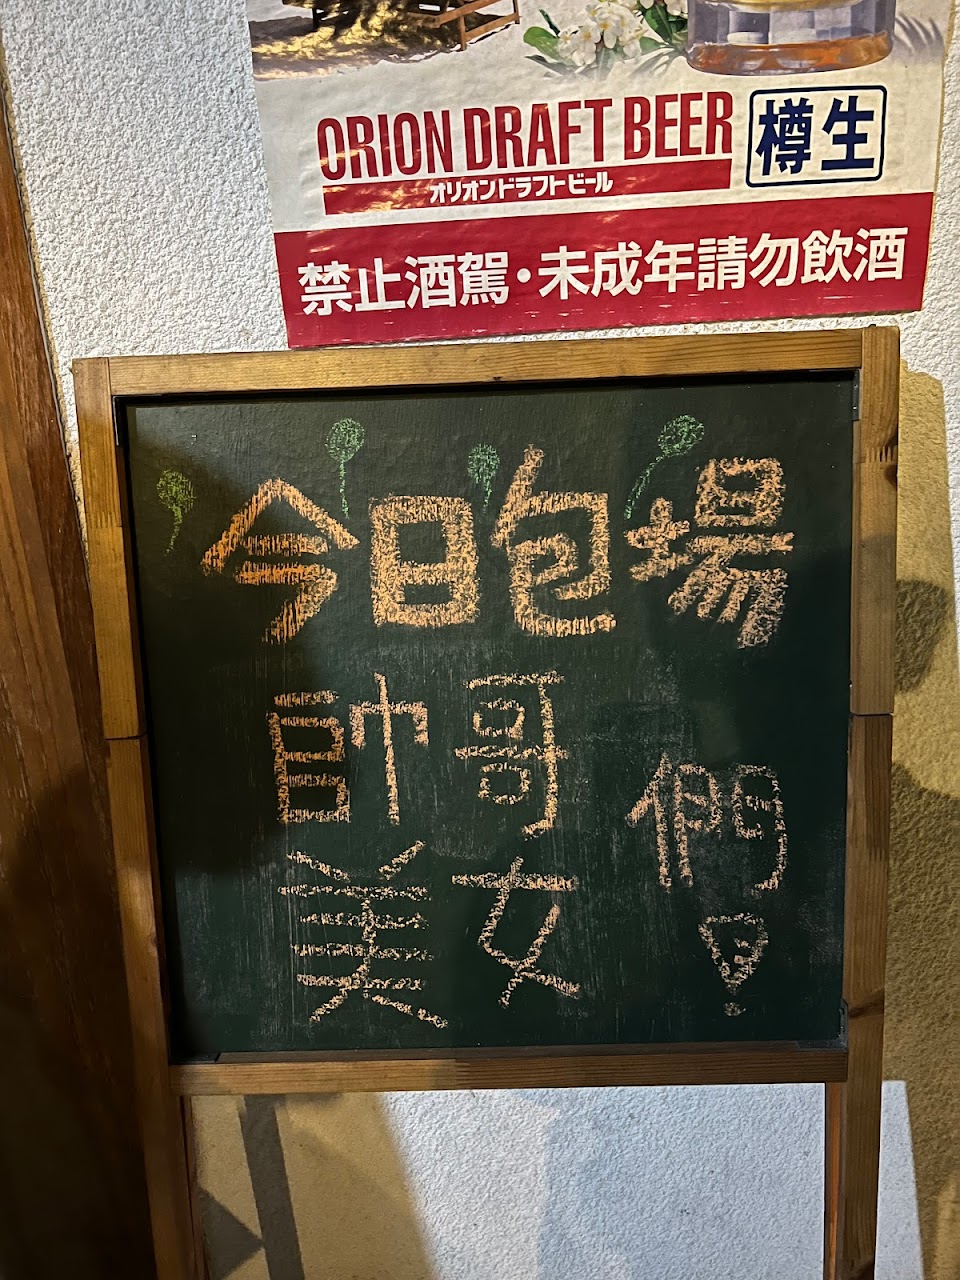 ORION DRAFT BEER 樽生
オリオンドラフトビール
禁止酒駕·未成年請勿飲酒
今日包場
帥哥
們
美女
!